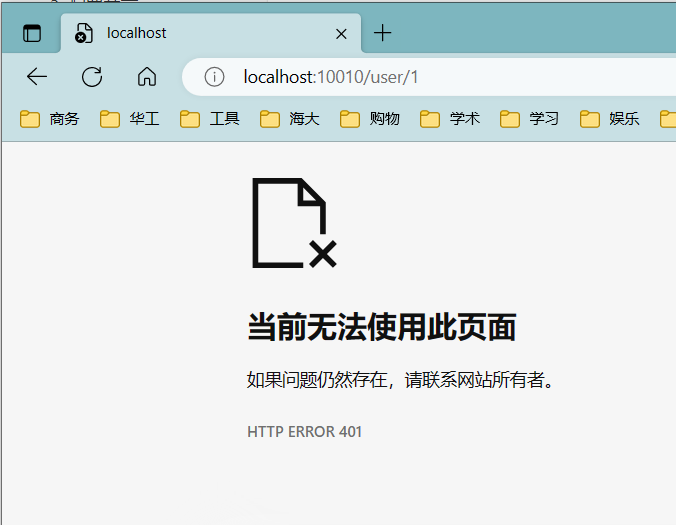 localhost
localhost:10010/user/1
商务 华工 工具 海大 购物 学术 学习 娱乐
当前无法使用此页面
如果问题仍然存在，请联系网站所有者。
HTTP ERROR 401